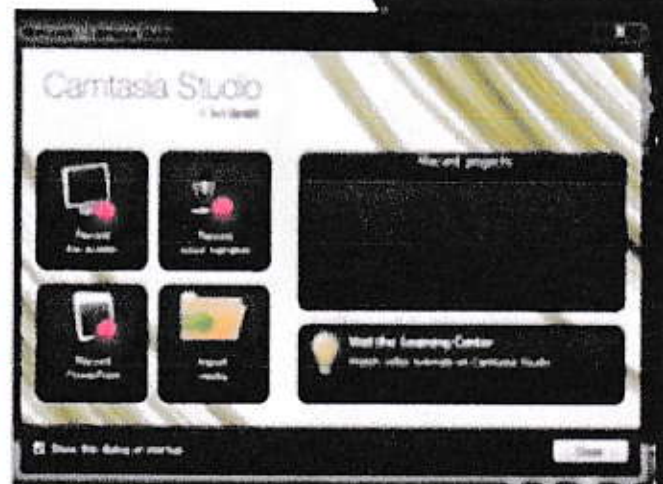 Camtasia Studio
Record
the screen
Record
voice narration
Record
PowerPoint
Import
media
Recent projects
Visit the Learning Center
Watch video tutorials on Camtasia Studio
Show this dialog at startup
Close